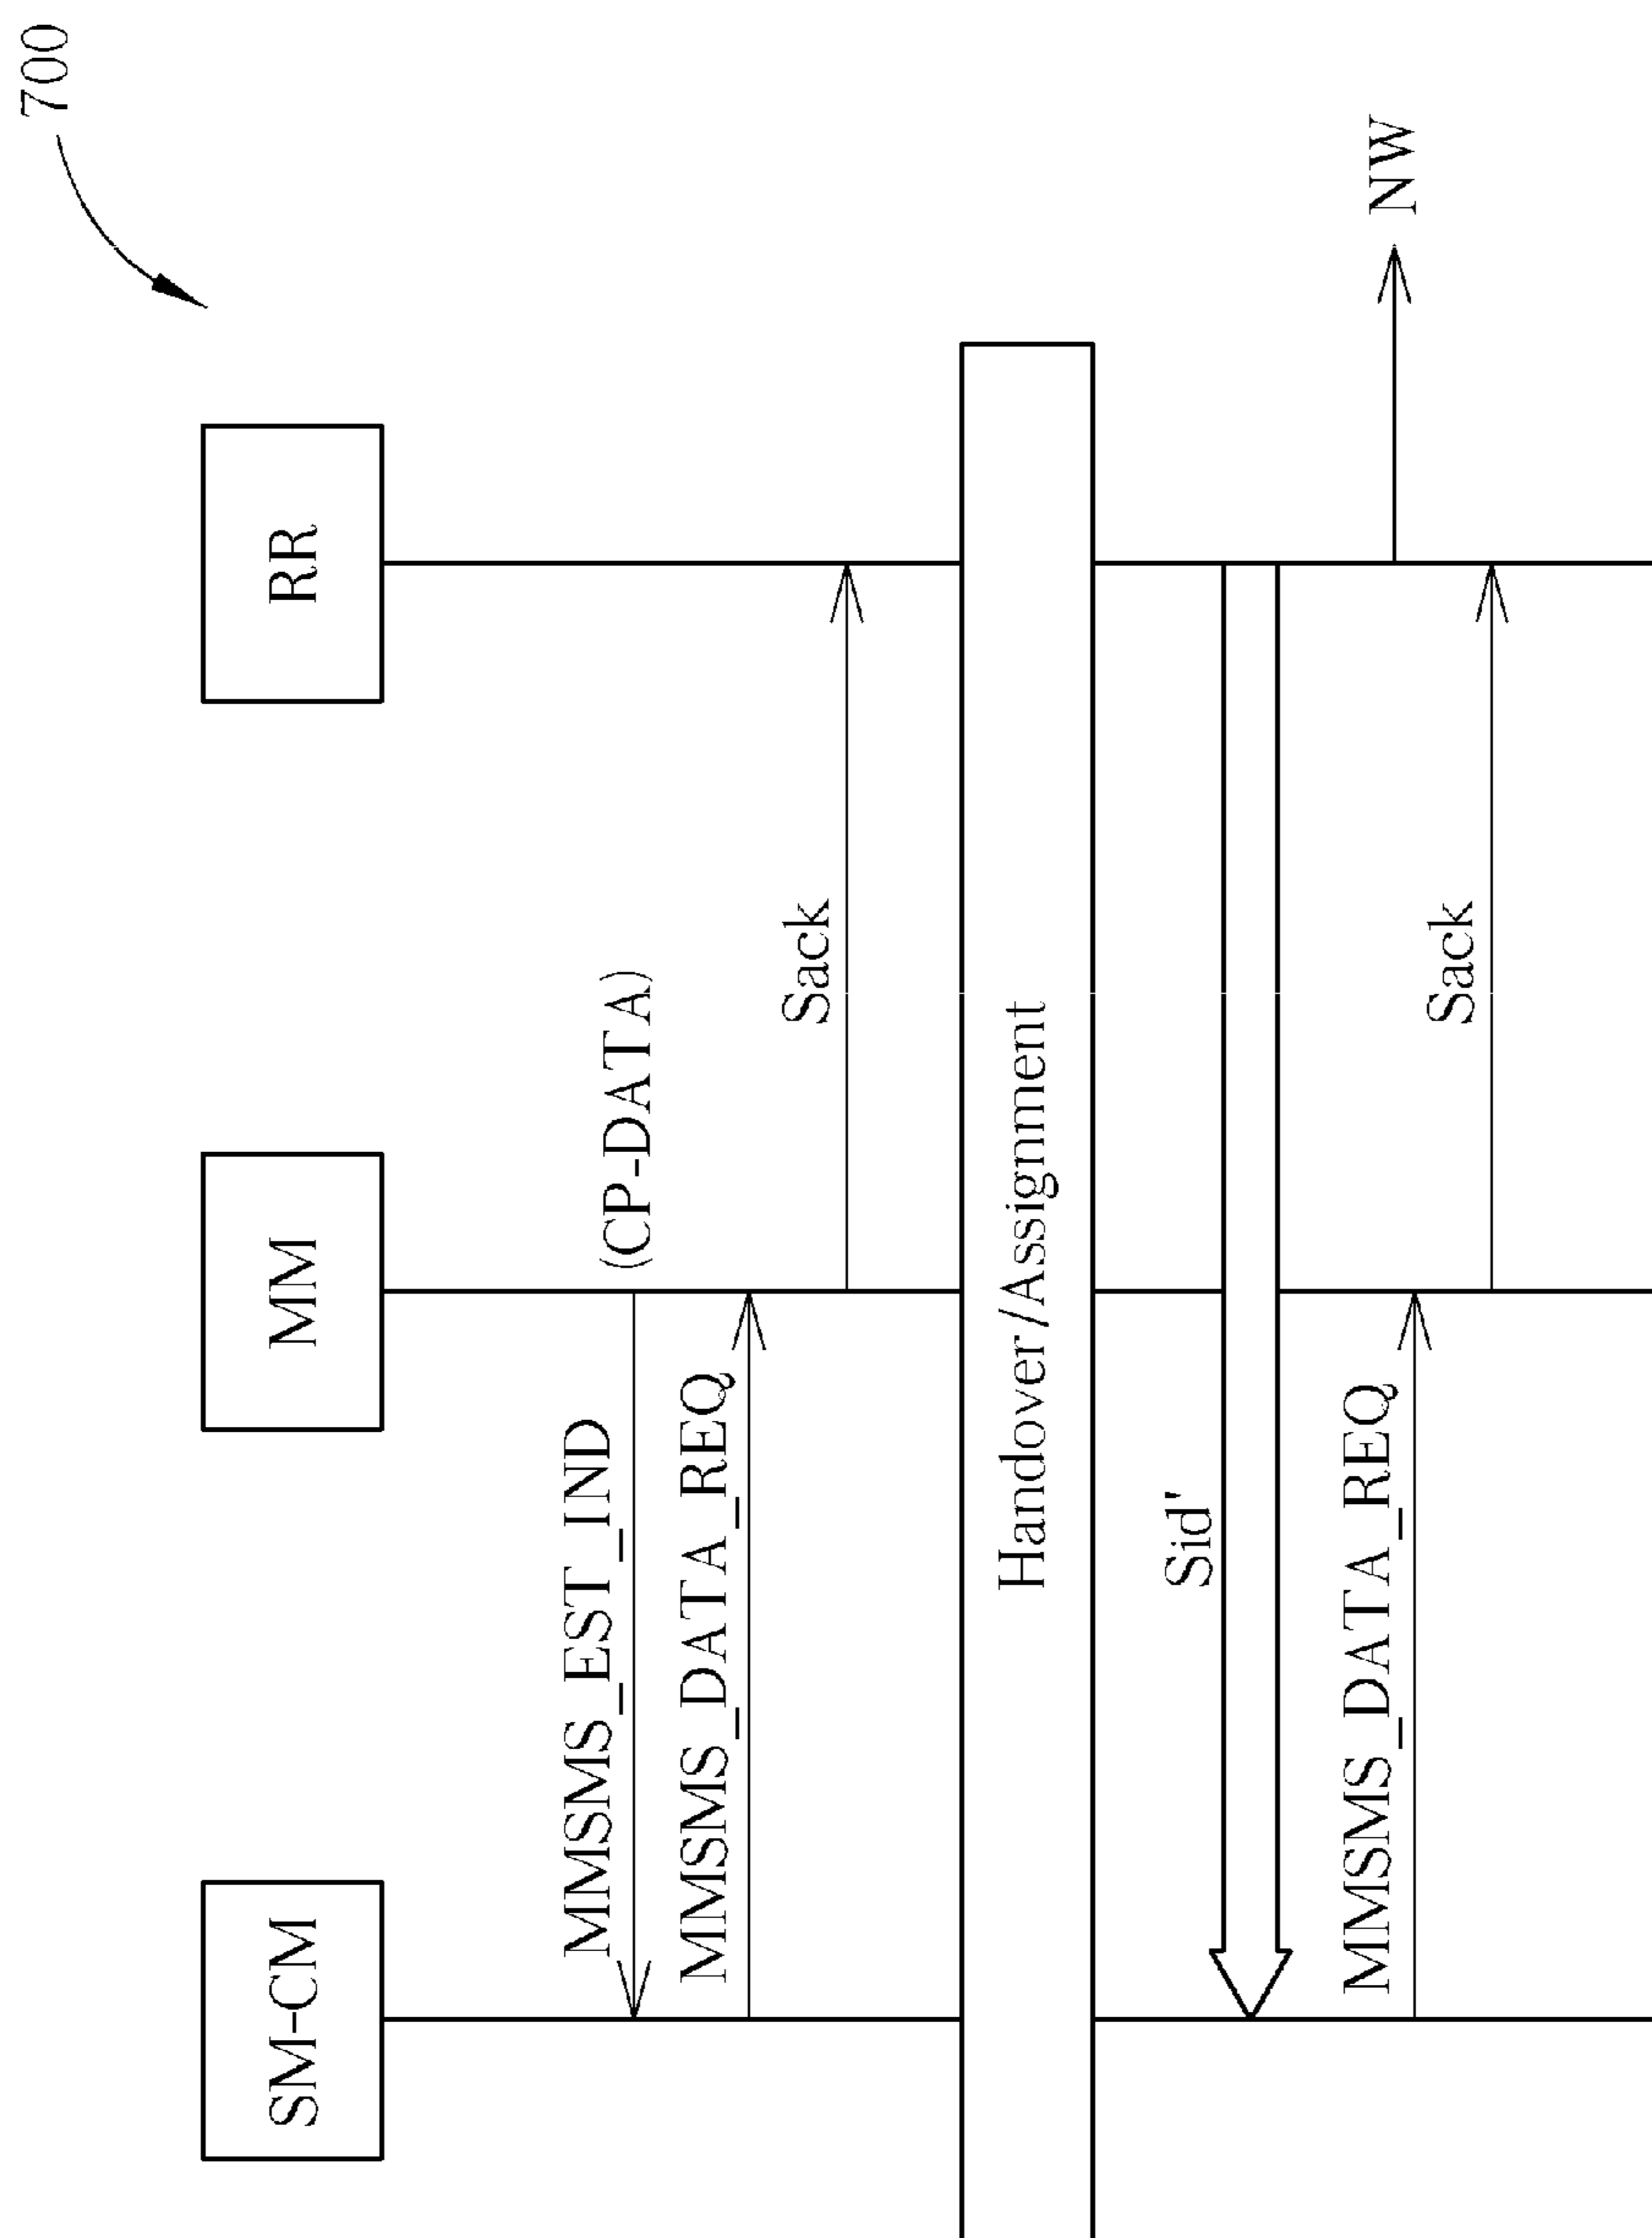 700
SM-CM
MM
RR
MMSMS_EST_IND
(CP-DATA)
MMSMS_DATA_REQ
Sack
Handover/Assignment
Sid'
MMSMS_DATA_REQ
NW
Sack